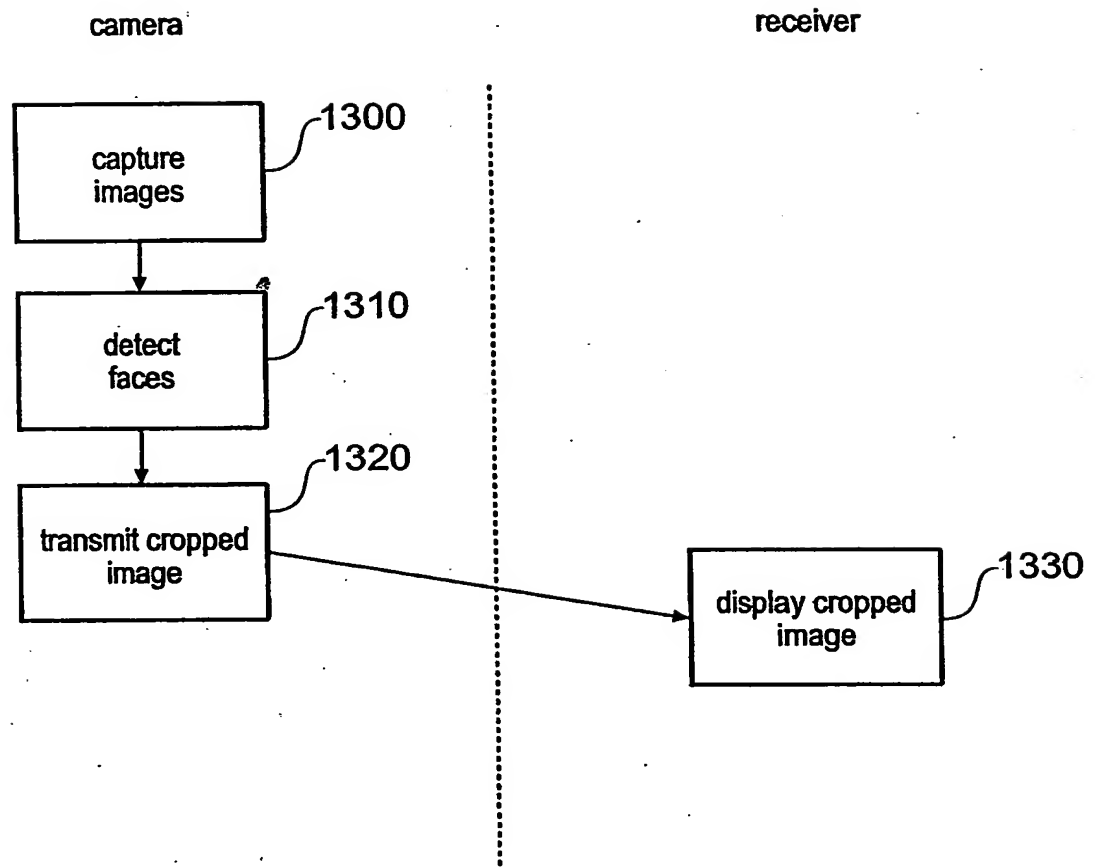 camera
receiver
1300
capture
images
1310
detect
faces
1320
transmit cropped
image
1330
display cropped
image